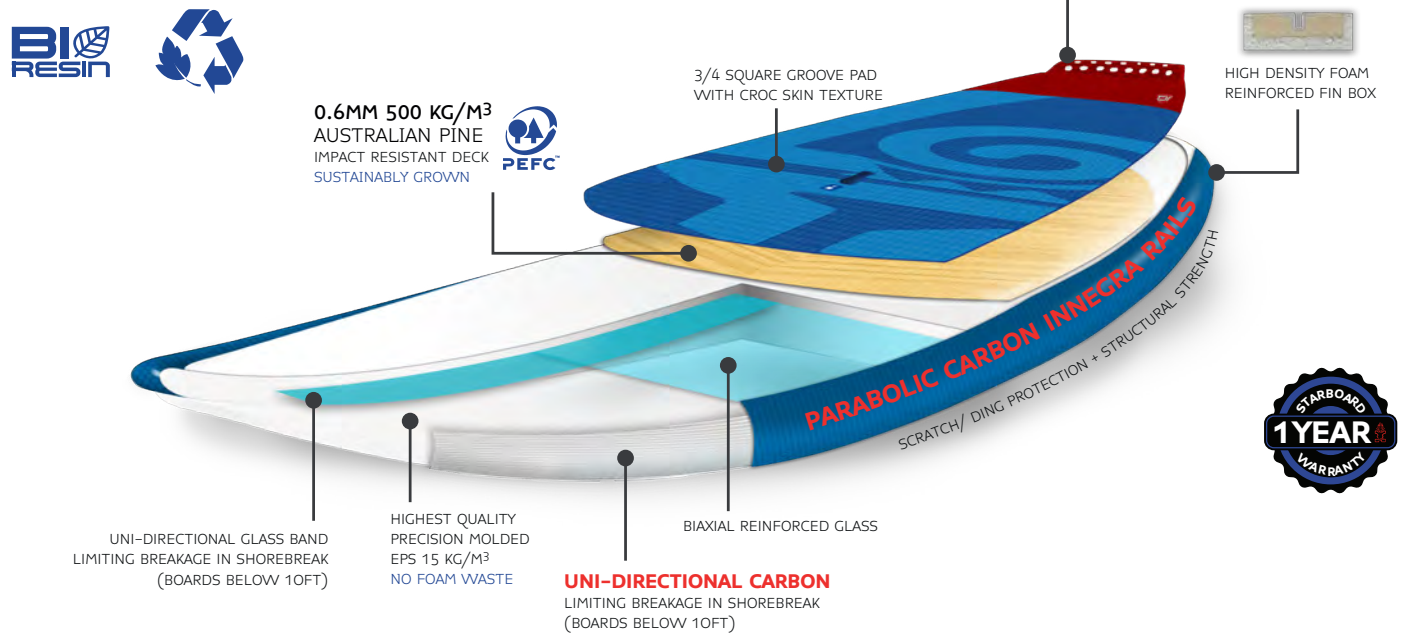 BIO
RESIN
0.6MM 500 KG/M³
AUSTRALIAN PINE
IMPACT RESISTANT DECK
SUSTAINABLY GROWN
PEFC™
3/4 SQUARE GROOVE PAD
WITH CROC SKIN TEXTURE
HIGH DENSITY FOAM
REINFORCED FIN BOX
PARABOLIC CARBON INNEGRA RAILS
SCRATCH/ DING PROTECTION + STRUCTURAL STRENGTH
STARBOARD
1 YEAR
WARRANTY
UNI-DIRECTIONAL GLASS BAND
LIMITING BREAKAGE IN SHOREBREAK
(BOARDS BELOW 10FT)
HIGHEST QUALITY
PRECISION MOLDED
EPS 15 KG/M³
NO FOAM WASTE
UNI-DIRECTIONAL CARBON
LIMITING BREAKAGE IN SHOREBREAK
(BOARDS BELOW 10FT)
BIAXIAL REINFORCED GLASS